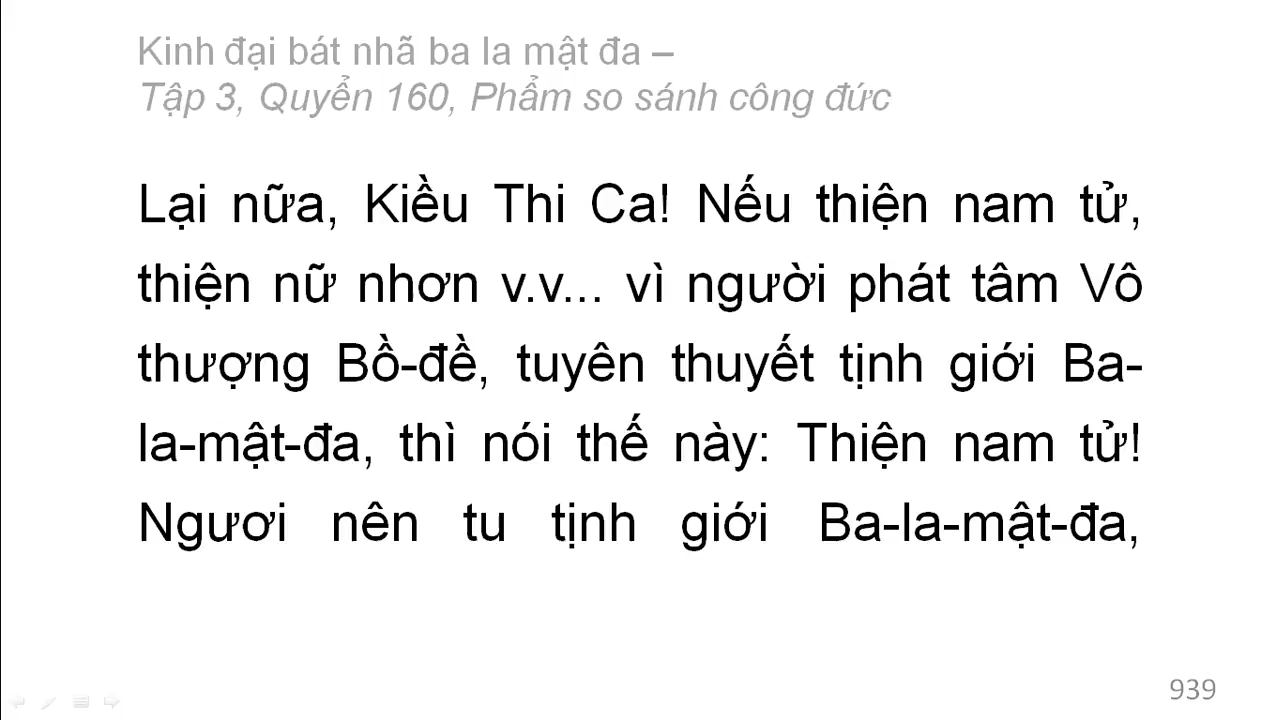 Kinh đại bát nhã ba la mật đa –
Tập 3, Quyển 160, Phẩm so sánh công đức
Lại nữa, Kiều Thi Ca! Nếu thiện nam tử,
thiện nữ nhơn v.v... vì người phát tâm Vô
thượng Bồ-đề, tuyên thuyết tịnh giới Ba-
la-mật-đa, thì nói thế này: Thiện nam tử!
Ngươi nên tu tịnh giới Ba-la-mật-đa,
939